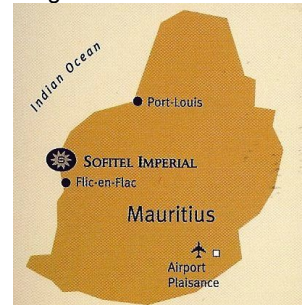 Indian Ocean
Port-Louis
SOFITEL IMPERIAL
Flic-en-Flac
Mauritius
Airport
Plaisance